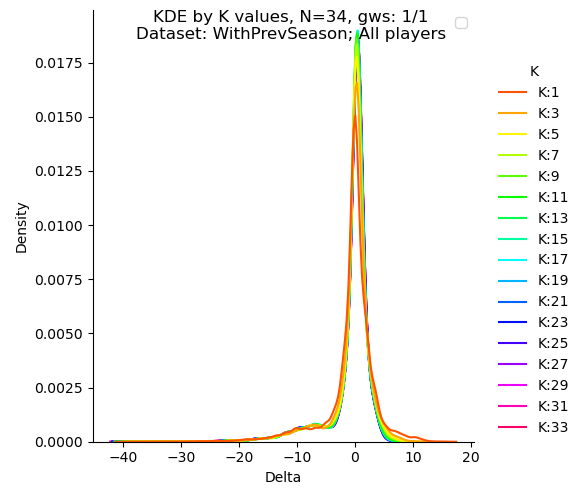 KDE by K values, N=34, gws: 1/1
Dataset: WithPrevSeason; All players
K
K:1
K:3
K:5
K:7
K:9
K:11
K:13
K:15
K:17
K:19
K:21
K:23
K:25
K:27
K:29
K:31
K:33
Density
0.0175
0.0150
0.0125
0.0100
0.0075
0.0050
0.0025
0.0000
−40
−30
−20
−10
0
10
20
Delta